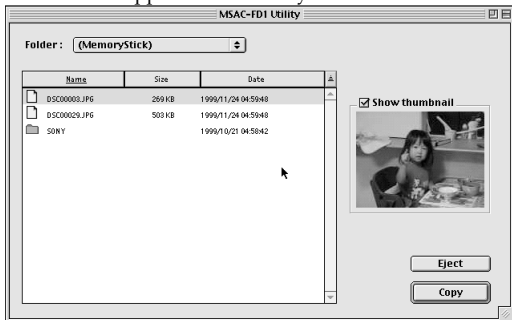 MSAC-FD1 Utility
Folder : (MemoryStick)
Name Size Date
DSC00003.JPG 269 KB 1999/11/24 04:59:48
DSC00029.JPG 503 KB 1999/11/24 04:59:48
SONY 1999/10/21 04:58:42
Show thumbnail
Eject
Copy